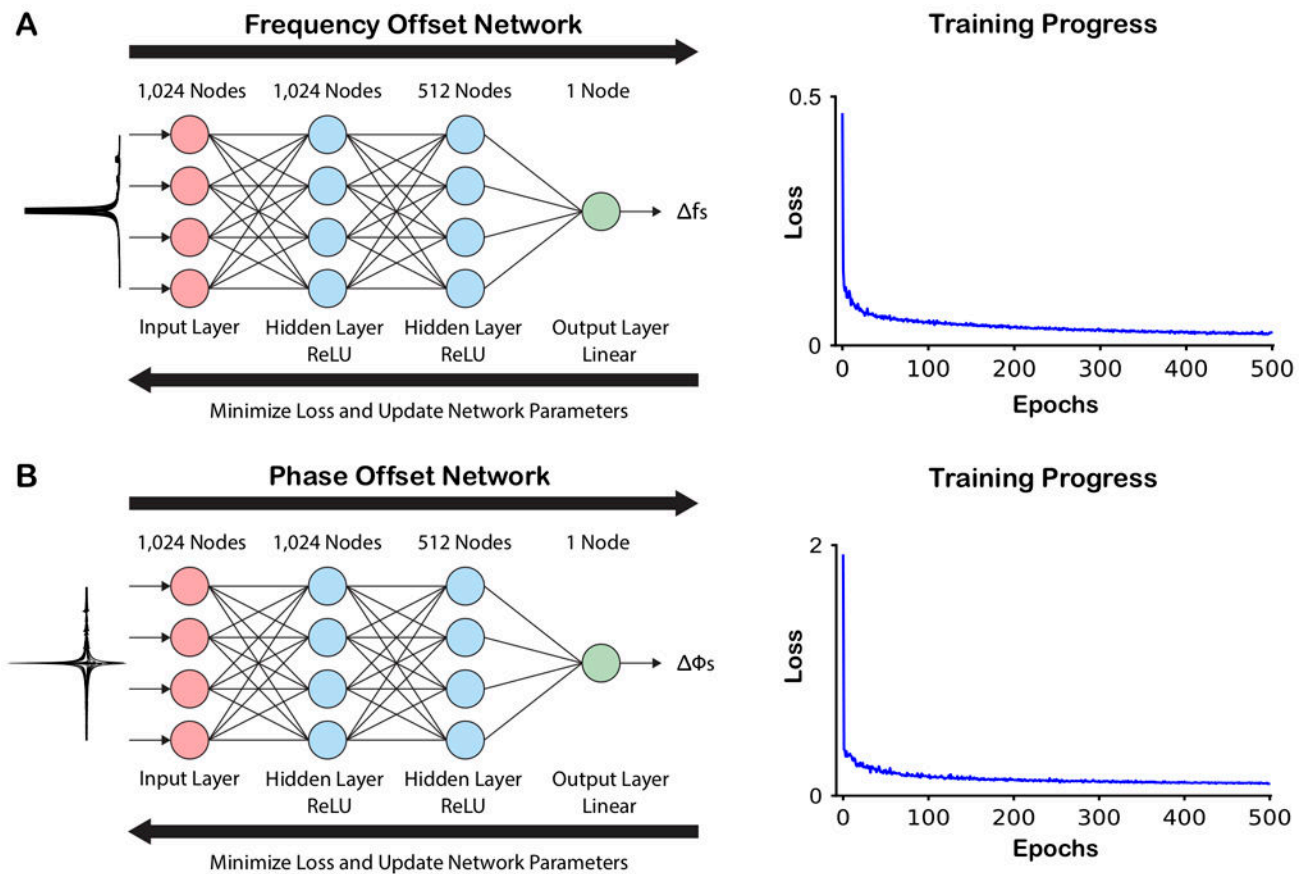 A
Frequency Offset Network
1,024 Nodes 1,024 Nodes 512 Nodes 1 Node
Δfs
Input Layer Hidden Layer Hidden Layer Output Layer
ReLU ReLU Linear
Minimize Loss and Update Network Parameters
Training Progress
0.5
Loss
0
0 100 200 300 400 500
Epochs
B
Phase Offset Network
1,024 Nodes 1,024 Nodes 512 Nodes 1 Node
ΔΦs
Input Layer Hidden Layer Hidden Layer Output Layer
ReLU ReLU Linear
Minimize Loss and Update Network Parameters
Training Progress
2
Loss
0
0 100 200 300 400 500
Epochs